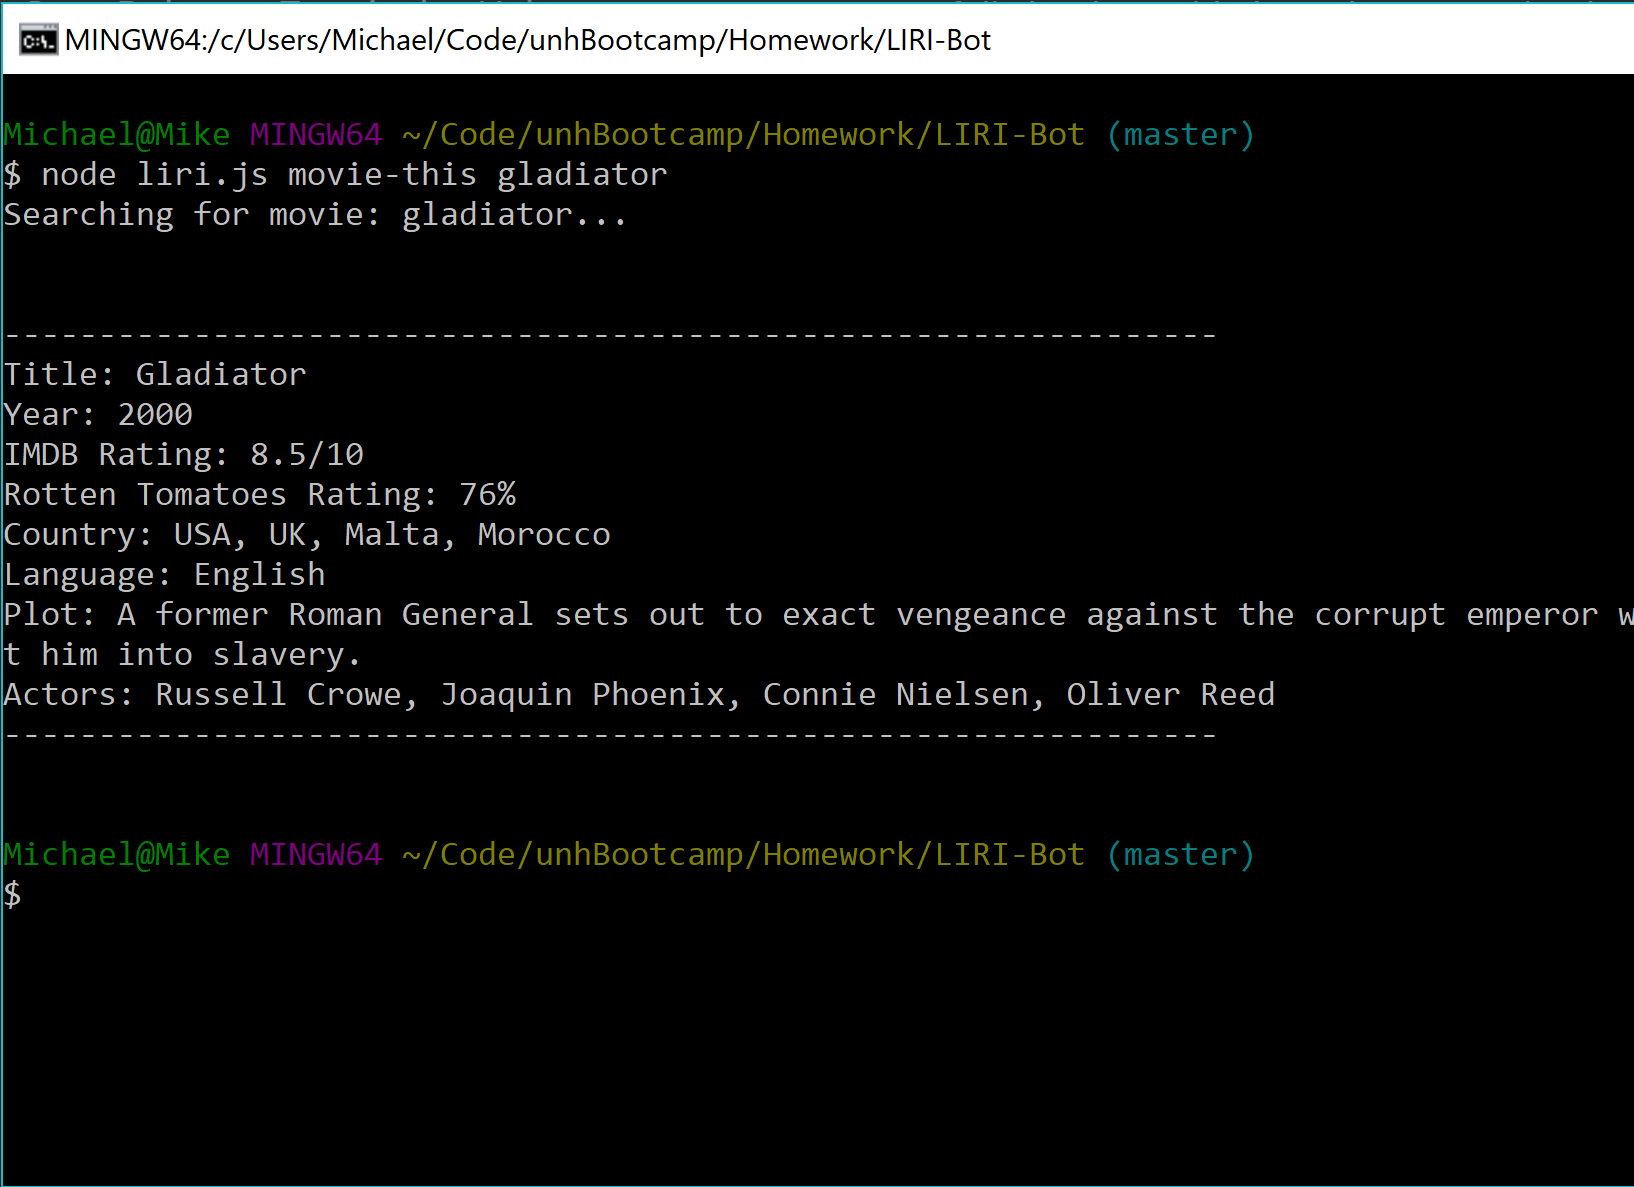 MINGW64:/c/Users/Michael/Code/unhBootcamp/Homework/LIRI-Bot
Michael@Mike MINGW64 ~/Code/unhBootcamp/Homework/LIRI-Bot (master)
$ node liri.js movie-this gladiator
Searching for movie: gladiator...
----------------------------------------------------------------
Title: Gladiator
Year: 2000
IMDB Rating: 8.5/10
Rotten Tomatoes Rating: 76%
Country: USA, UK, Malta, Morocco
Language: English
Plot: A former Roman General sets out to exact vengeance against the corrupt emperor
t him into slavery.
Actors: Russell Crowe, Joaquin Phoenix, Connie Nielsen, Oliver Reed
----------------------------------------------------------------
Michael@Mike MINGW64 ~/Code/unhBootcamp/Homework/LIRI-Bot (master)
$